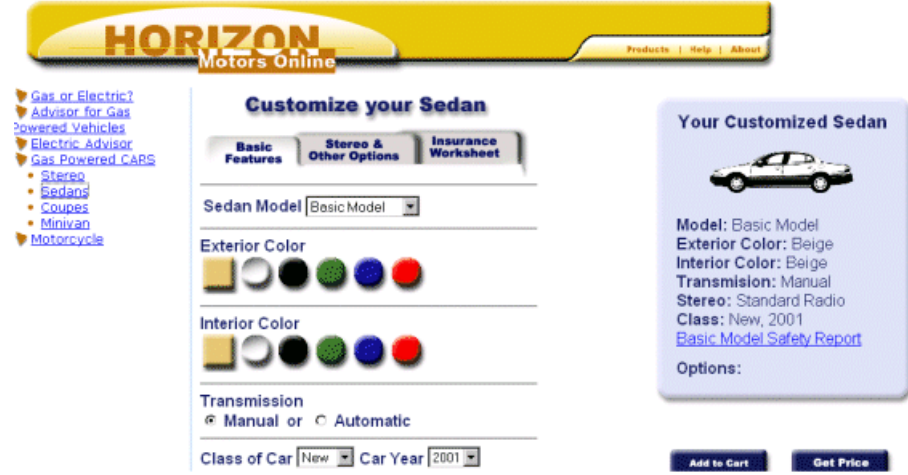 HORIZON
Motors Online
Products | Help | About
Gas or Electric?
Advisor for Gas
Powered Vehicles
Electric Advisor
Gas Powered CARS
Stereo
Sedans
Coupes
Minivan
Motorcycle
Customize your Sedan
Basic
Features
Stereo &
Other Options
Insurance
Worksheet
Sedan Model Basic Model
Exterior Color
Interior Color
Transmission
Manual or Automatic
Class of Car New Car Year 2001
Your Customized Sedan
Model: Basic Model
Exterior Color: Beige
Interior Color: Beige
Transmision: Manual
Stereo: Standard Radio
Class: New, 2001
Basic Model Safety Report
Options:
Add to Cart Get Price